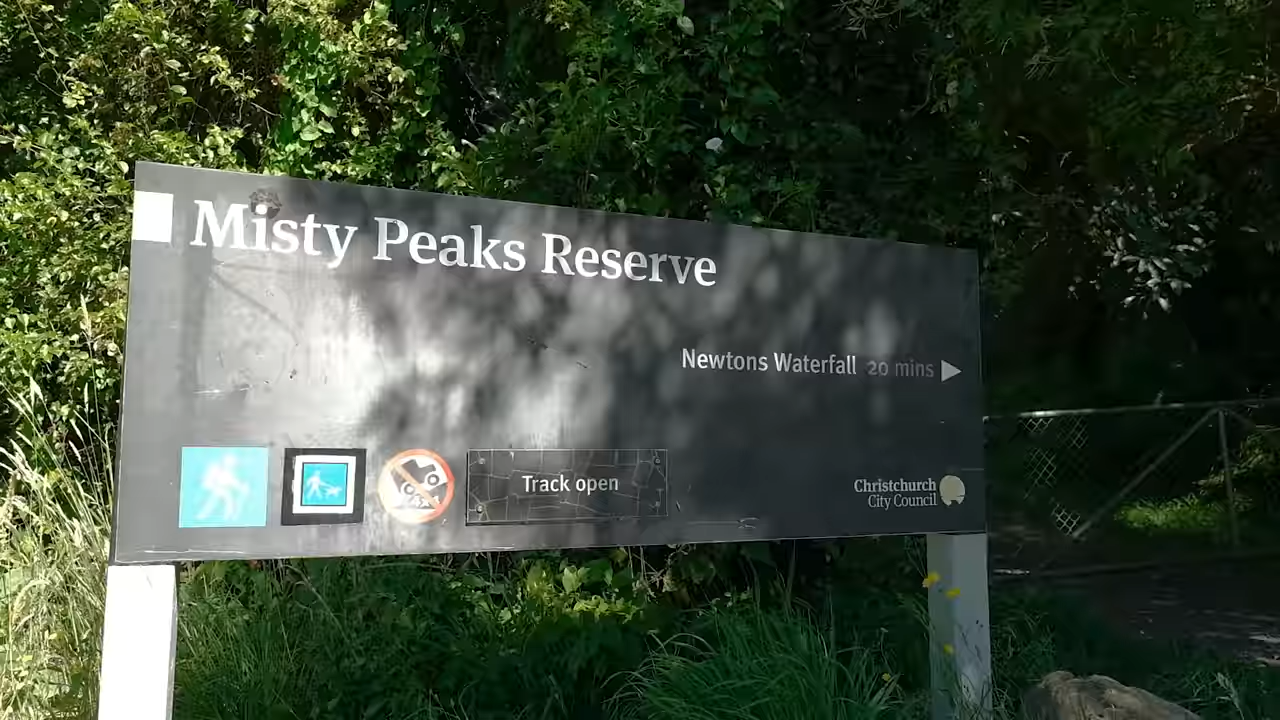 Misty Peaks Reserve
Newtons Waterfall 20 mins
Track open
Christchurch
City Council